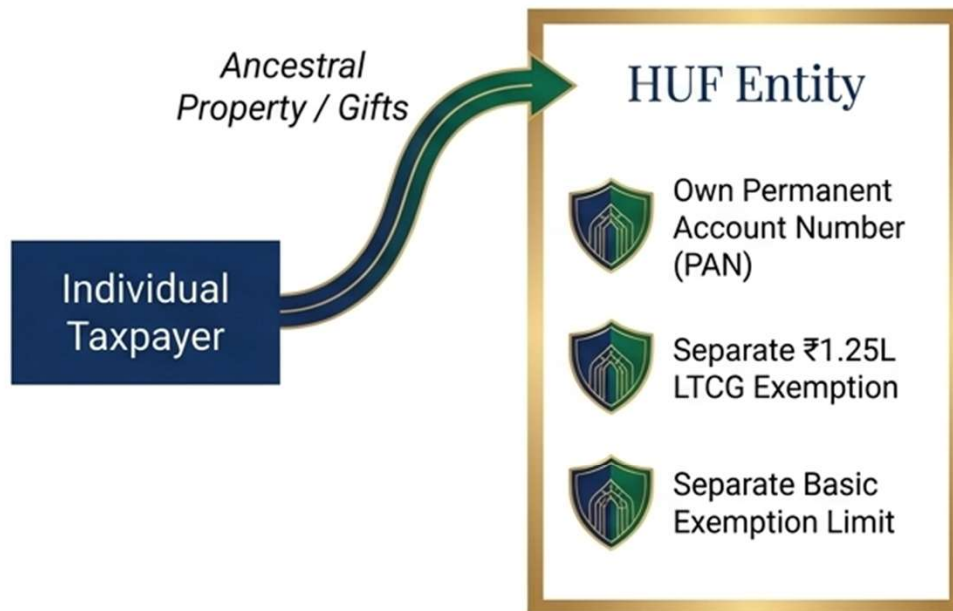 Ancestral
Property / Gifts
Individual
Taxpayer
HUF Entity
Own Permanent
Account Number
(PAN)
Separate ₹1.25L
LTCG Exemption
Separate Basic
Exemption Limit